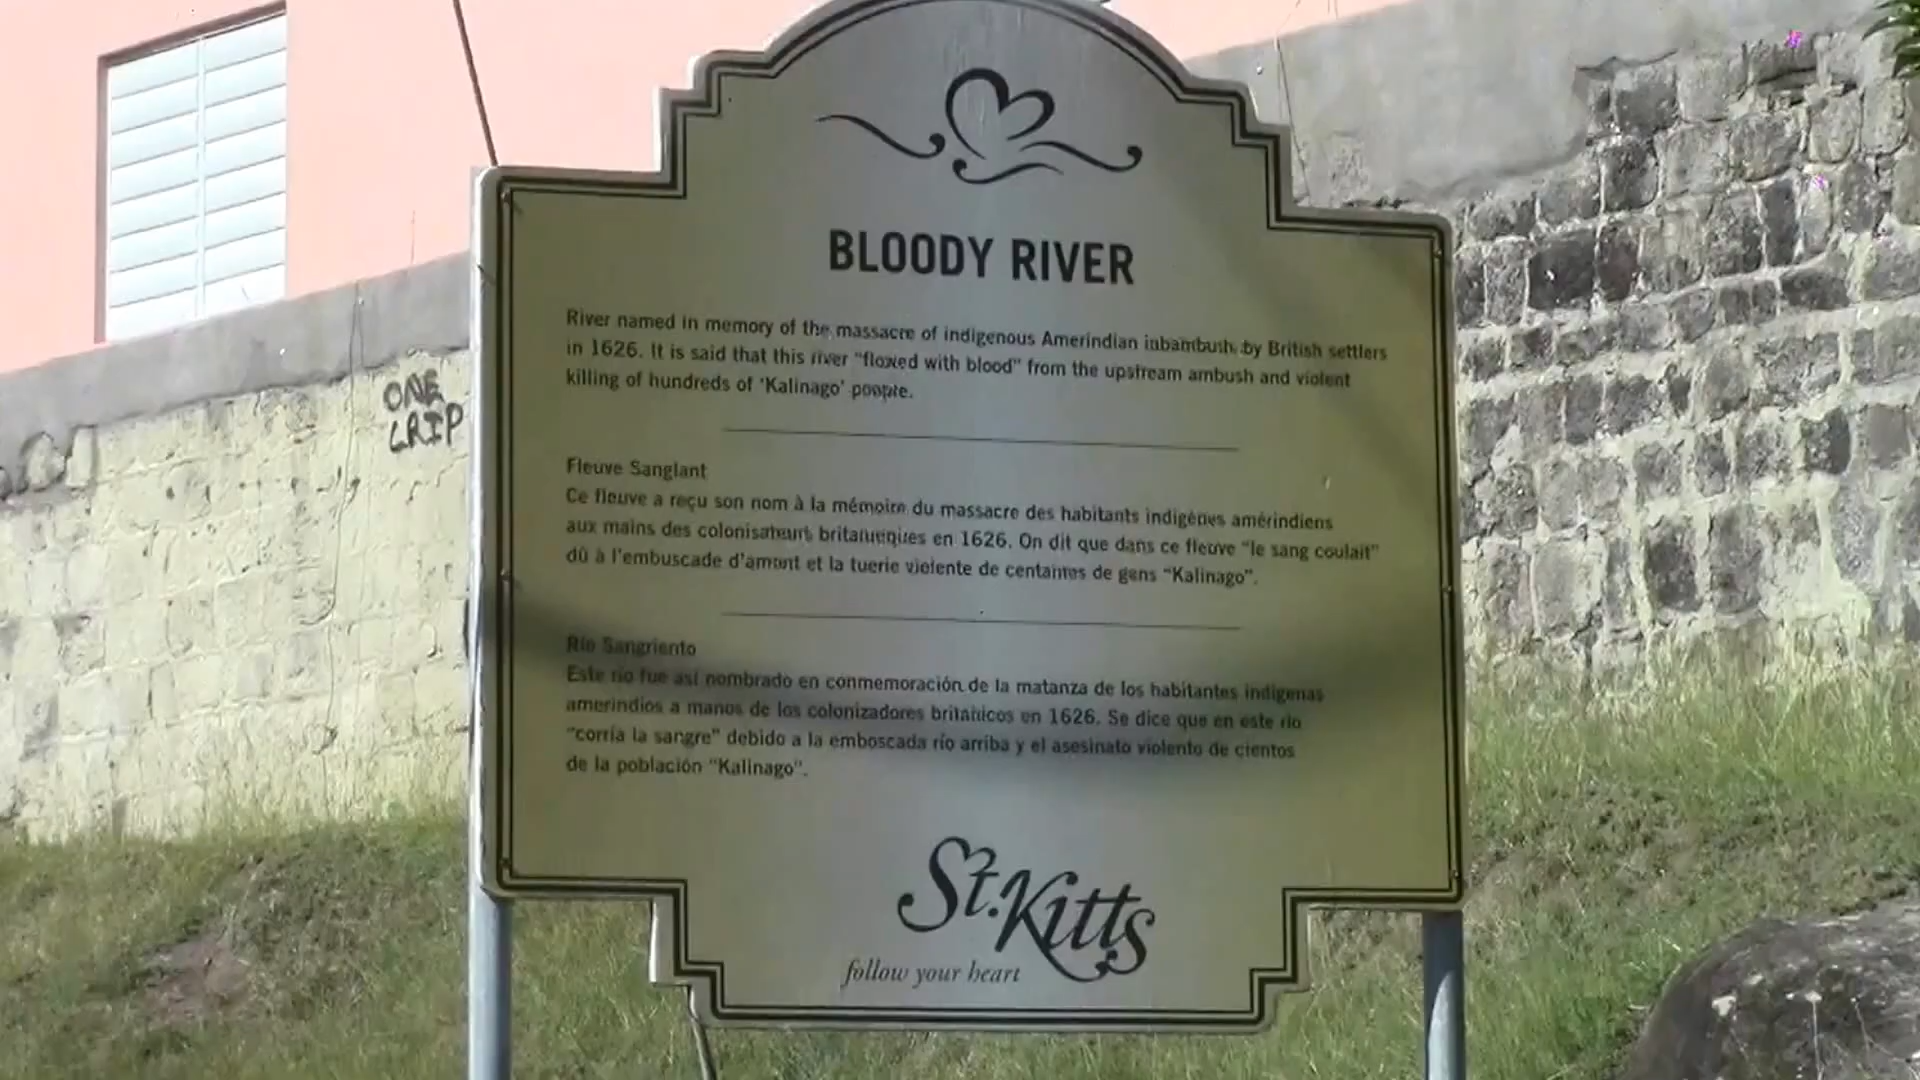 BLOODY RIVER
River named in memory of the massacre of indigenous Amerindian by British settlers
in 1626. It is said that this river "flowed with blood" from the upstream ambush and violent
killing of hundreds of 'Kalinago'
ONE
CRIP
Fleuve Sanglant
Ce fleuve a reçu son nom à la mémoire du massacre des habitants indigènes amérindiens
aux mains des en 1626. On dit que dans ce fleuve "le sang coulait"
dû à l'embuscade d'amont et la tuerie violente de centaines de gens "Kalinago".
Río Sangriento
Este río fue así nombrado en conmemoración de la matanza de los habitantes indígenas
amerindios a manos de los colonizadores británicos en 1626. Se dice que en este río
"corría la sangre" debido a la emboscada río arriba y el asesinato violento de cientos
de la población "Kalinago".
St. Kitts
follow your heart